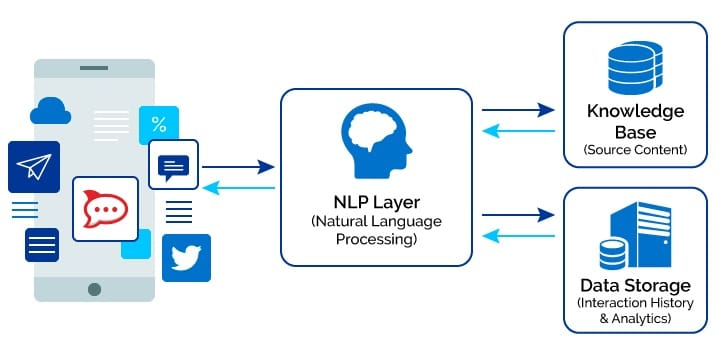 %
NLP Layer
(Natural Language
Processing)
Knowledge
Base
(Source Content)
Data Storage
(Interaction History
& Analytics)